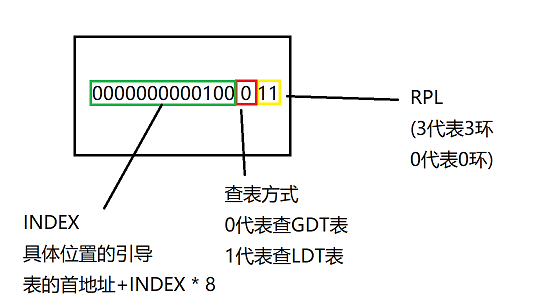 0000000000100 0 11
RPL
(3代表3环
0代表0环)
查表方式
0代表查GDT表
1代表查LDT表
INDEX
具体位置的引导
表的首地址+INDEX * 8